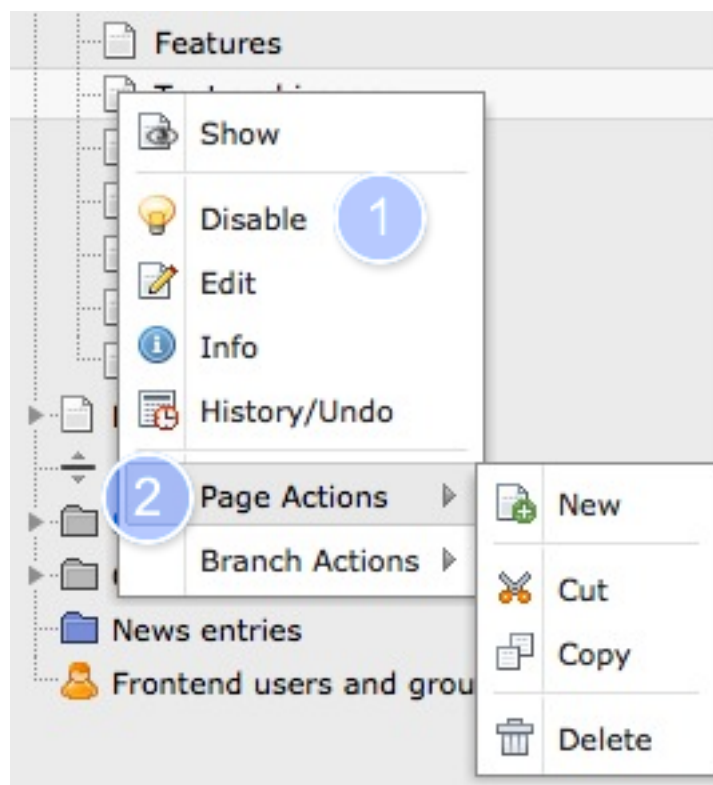 Features
Show
Disable
1
Edit
Info
History/Undo
2
Page Actions
Branch Actions
New
Cut
Copy
Delete
News entries
Frontend users and grou